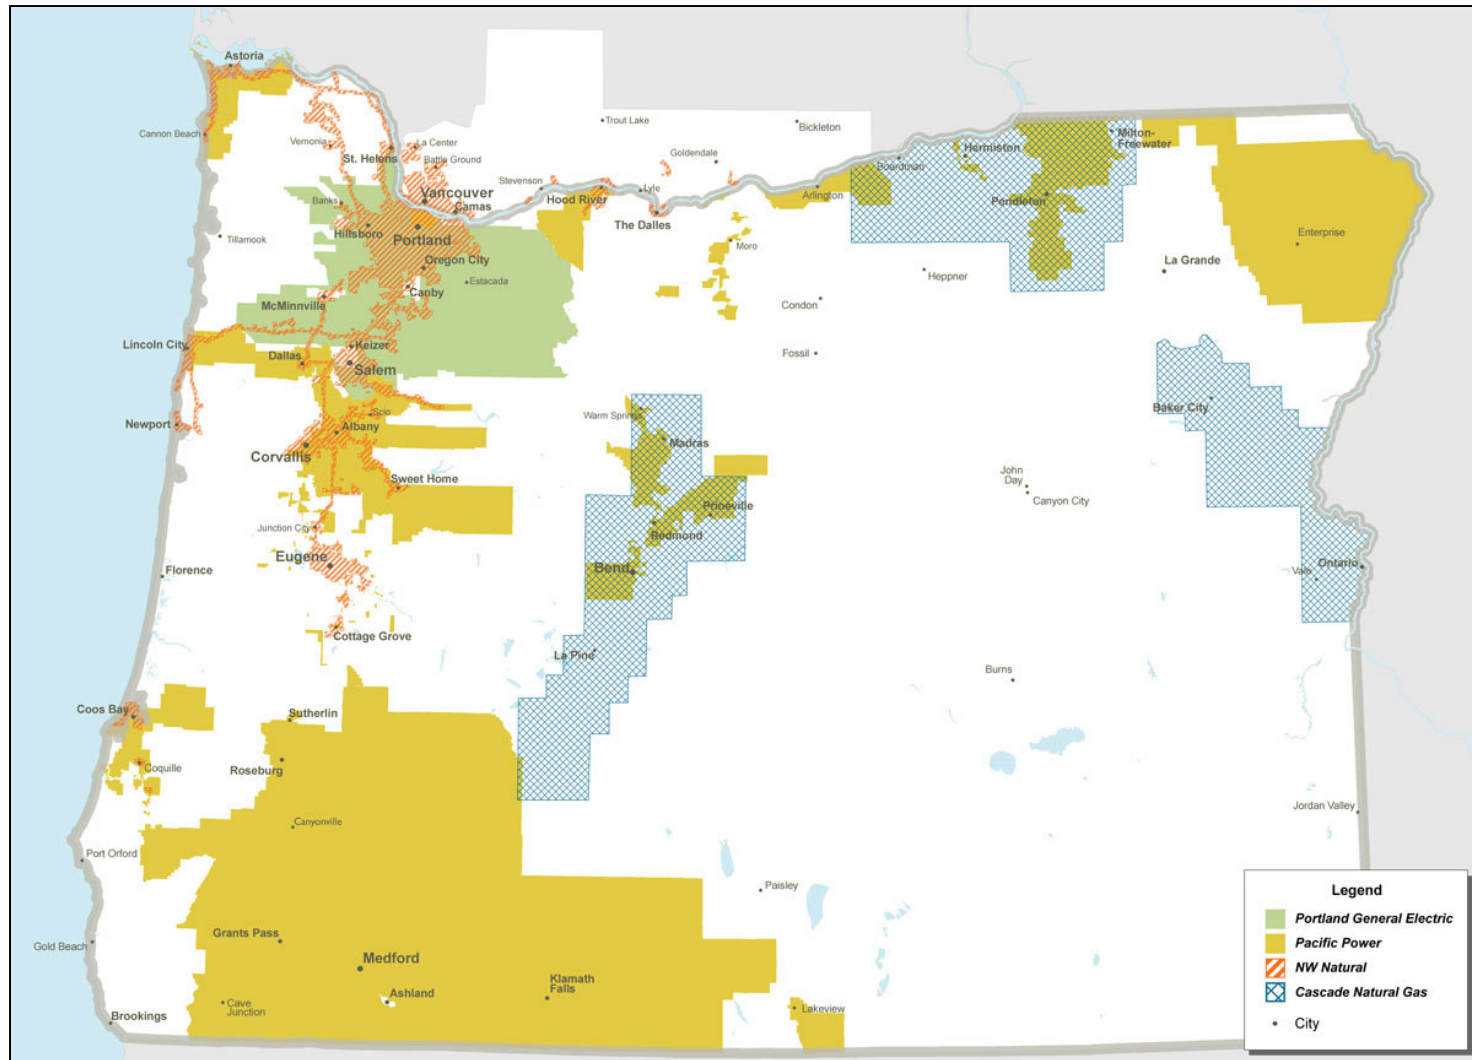 Astoria
Trout Lake
Bickleton
Cannon Beach
Vernonia
La Center
Milton-
Freewater
St. Helens
Battle Ground
Goldendale
Hermiston
Boardman
Stevenson
Lyle
Vancouver
Banks
Camas
Hood River
Arlington
Pendleton
The Dalles
Hillsboro
Portland
Tillamook
Enterprise
Moro
Oregon City
La Grande
Heppner
Estacada
Canby
McMinnville
Condon
Lincoln City
Keizer
Dallas
Fossil
Salem
Baker City
Scio
Warm Springs
Newport
Albany
Madras
Corvallis
John
Day
Sweet Home
Canyon City
Prineville
Junction City
Redmond
Eugene
Bend
Florence
Ontario
Vale
Cottage Grove
La Pine
Burns
Coos Bay
Sutherlin
Coquille
Roseburg
Jordan Valley
Canyonville
Port Orford
Paisley
Grants Pass
Gold Beach
Medford
Klamath
Falls
Ashland
Cave
Junction
Lakeview
Brookings
Legend
Portland General Electric
Pacific Power
NW Natural
Cascade Natural Gas
City